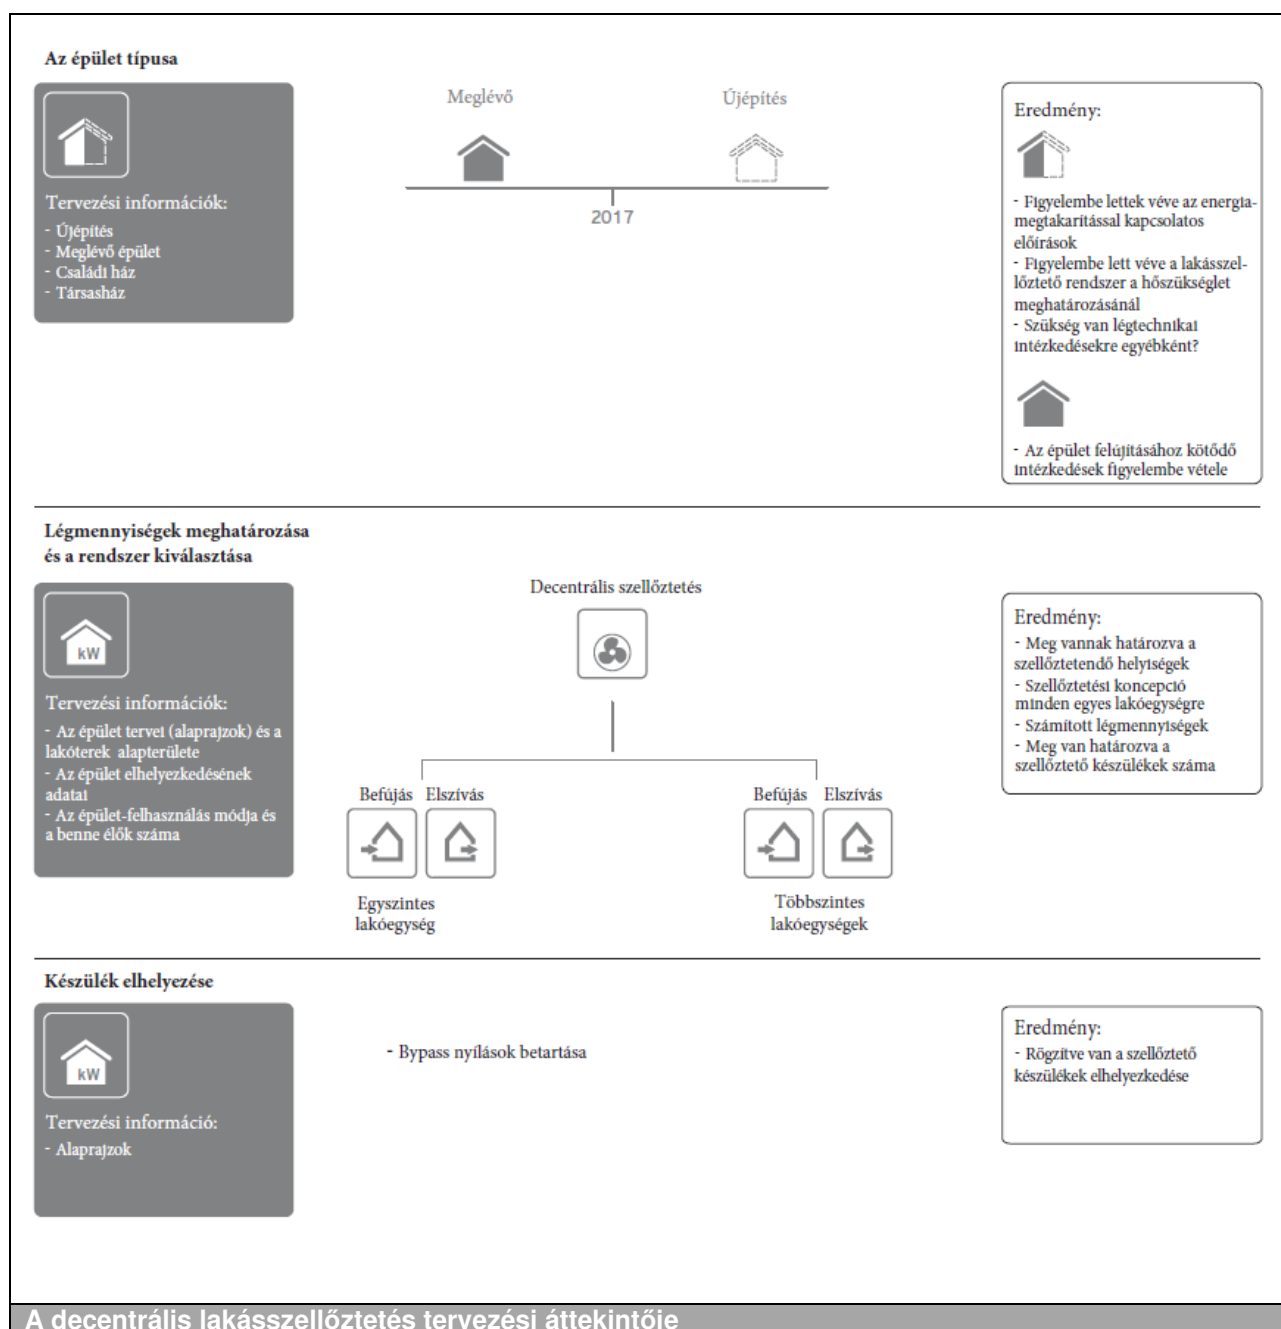 Az épület típusa
Tervezési információk:
- Újépítés
- Meglévő épület
- Családi ház
- Társasház
Meglévő
Újépítés
2017
Eredmény:
- Figyelembe lettek véve az energia-
megtakarítással kapcsolatos
előírások
- Figyelembe lett véve a lakásszel-
lőztető rendszer a hőszükséglet
meghatározásánál
- Szükség van légtechnikai
intézkedésekre egyébként?
- Az épület felújításához kötődő
intézkedések figyelembe vétele
Légmennyiségek meghatározása
és a rendszer kiválasztása
kW
Tervezési információk:
- Az épület tervei (alaprajzok) és a
lakóterek alapterülete
- Az épület elhelyezkedésének
adatai
- Az épület-felhasználás módja és
a benne élők száma
Decentrális szellőztetés
Befújás Elszívás
Egyszintes
lakóegység
Befújás Elszívás
Többszintes
lakóegységek
Eredmény:
- Meg vannak határozva a
szellőztetendő helyiségek
- Szellőztetési koncepció
minden egyes lakóegységre
- Számított légmennyiségek
- Meg van határozva a
szellőztető készülékek száma
Készülék elhelyezése
kW
Tervezési információ:
- Alaprajzok
- Bypass nyílások betartása
Eredmény:
- Rögzítve van a szellőztető
készülékek elhelyezkedése
A decentrális lakásszellőztetés tervezési áttekintője